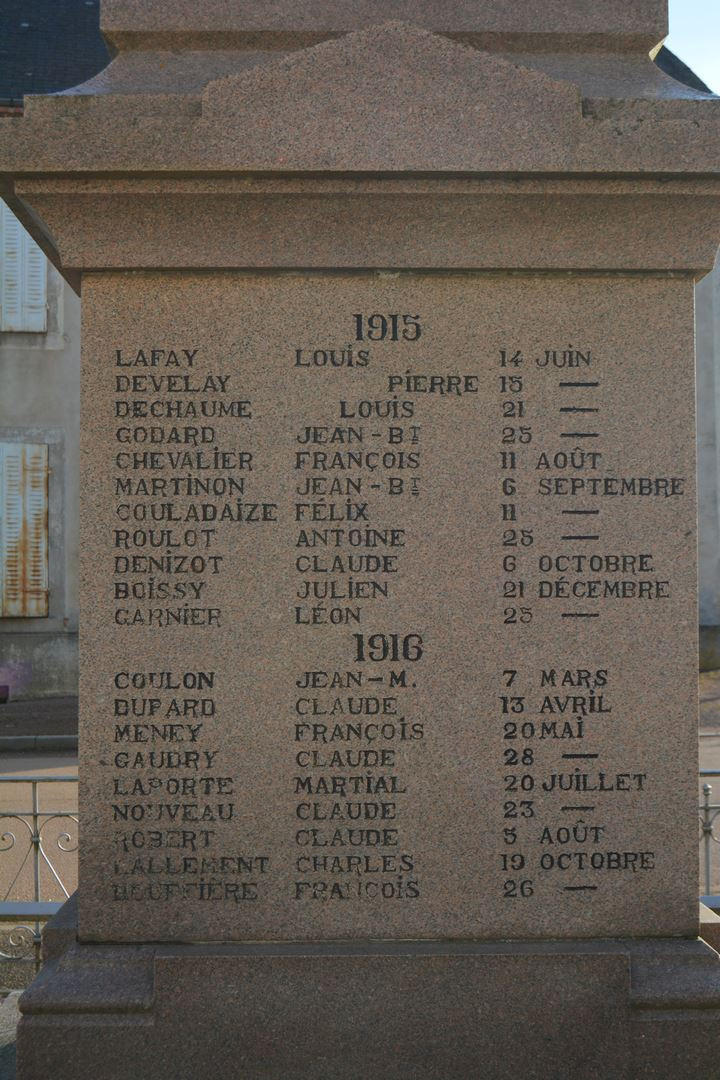 1915
LAFAY LOUIS 14 JUIN
DEVELAY PIERRE 15 —
DECHAUME LOUIS 21 —
GODARD JEAN-BT 25 —
CHEVALIER FRANÇOIS 11 AOÛT
MARTINON JEAN-BT 6 SEPTEMBRE
COULADAIZE FÉLIX 11 —
ROULOT ANTOINE 25 —
DENIZOT CLAUDE 6 OCTOBRE
BOISSY JULIEN 21 DÉCEMBRE
GARNIER LÉON 25 —
1916
COULON JEAN-M. 7 MARS
DUFARD CLAUDE 13 AVRIL
MENEY FRANÇOIS 20 MAI
GAUDRY CLAUDE 28 —
LAPORTE MARTIAL 20 JUILLET
NOUVEAU CLAUDE 23 —
ROBERT CLAUDE 5 AOÛT
LALLEMENT CHARLES 19 OCTOBRE
FRANÇOIS 26 —